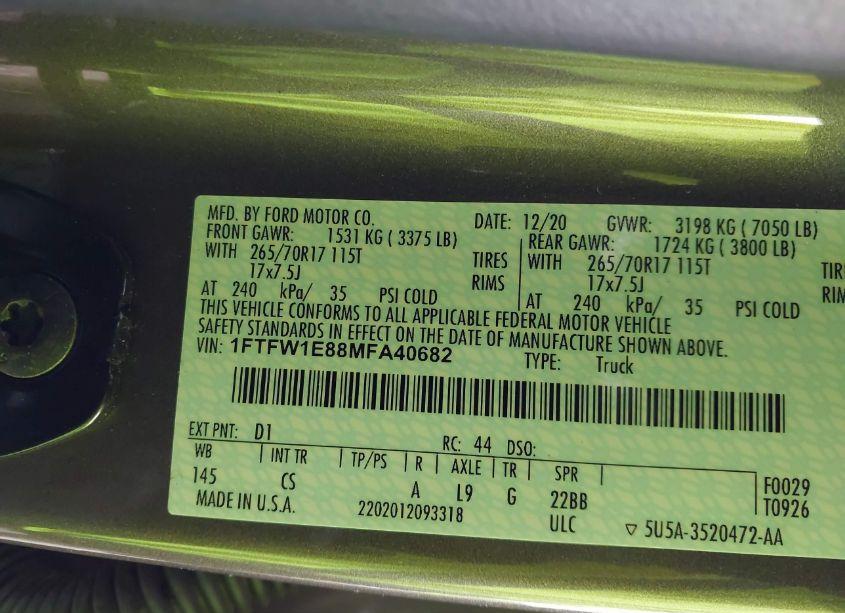 MFD. BY FORD MOTOR CO. DATE: 12/20 GVWR: 3198 KG ( 7050 LB)
FRONT GAWR: 1531 KG ( 3375 LB) REAR GAWR: 1724 KG ( 3800 LB)
WITH 265/70R17 115T TIRES WITH 265/70R17 115T
17x7.5J RIMS 17x7.5J
AT 240 kPa/ 35 PSI COLD AT 240 kPa/ 35 PSI COLD
THIS VEHICLE CONFORMS TO ALL APPLICABLE FEDERAL MOTOR VEHICLE
SAFETY STANDARDS IN EFFECT ON THE DATE OF MANUFACTURE SHOWN ABOVE.
VIN: 1FTFW1E88MFA40682 TYPE: Truck
EXT PNT: D1 RC: 44 DSO:
WB INT TR TP/PS R AXLE TR SPR
145 CS A L9 G 22BB
F0029
T0926
MADE IN U.S.A. 2202012093318 ULC ▽ 5U5A-3520472-AA